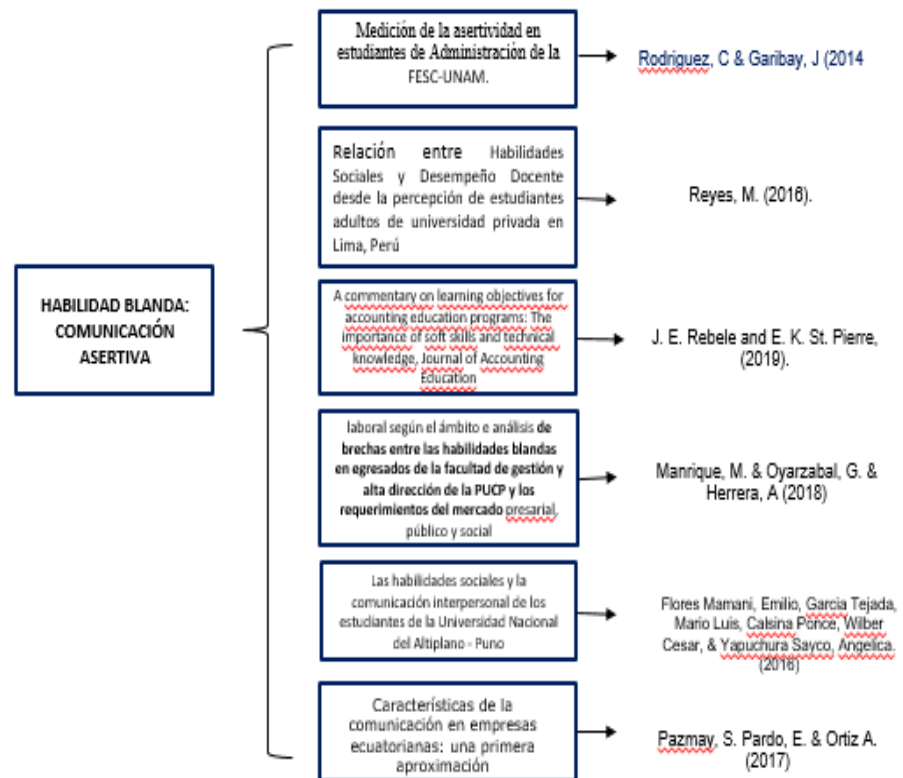 Medición de la asertividad en
estudiantes de Administración de la
FESC-UNAM.
Rodriguez, C & Garibay, J (2014
Relación entre Habilidades
Sociales y Desempeño Docente
desde la percepción de estudiantes
adultos de universidad privada en
Lima, Perú
Reyes, M. (2016).
HABILIDAD BLANDA:
COMUNICACIÓN
ASERTIVA
A commentary on learning objectives for
accounting education programs: The
importance of soft skills and technical
knowledge, Journal of Accounting
Education
J. E. Rebele and E. K. St. Pierre,
(2019).
laboral según el ámbito e análisis de
brechas entre las habilidades blandas
en egresados de la facultad de gestión y
alta dirección de la PUCP y los
requerimientos del mercado presarial,
público y social
Manrique, M. & Oyarzabal, G. &
Herrera, A (2018)
Las habilidades sociales y la
comunicación interpersonal de los
estudiantes de la Universidad Nacional
del Altiplano - Puno
Flores Mamani, Emilio, Garcia Tejada,
Mario Luis, Calsina Ponce, Wilber
Cesar, & Yapuchura Sayco, Angelica.
(2016)
Características de la
comunicación en empresas
ecuatorianas: una primera
aproximación
Pazmay, S. Pardo, E. & Ortiz A.
(2017)